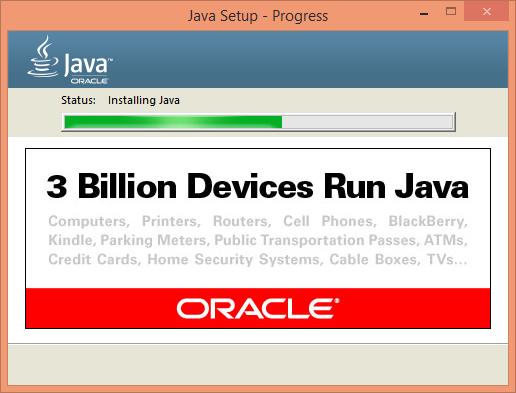 Java Setup - Progress
Java™
ORACLE
Status: Installing Java
3 Billion Devices Run Java
Computers, Printers, Routers, Cell Phones, BlackBerry,
Kindle, Parking Meters, Public Transportation Passes, ATMs,
Credit Cards, Home Security Systems, Cable Boxes, TVs...
ORACLE®